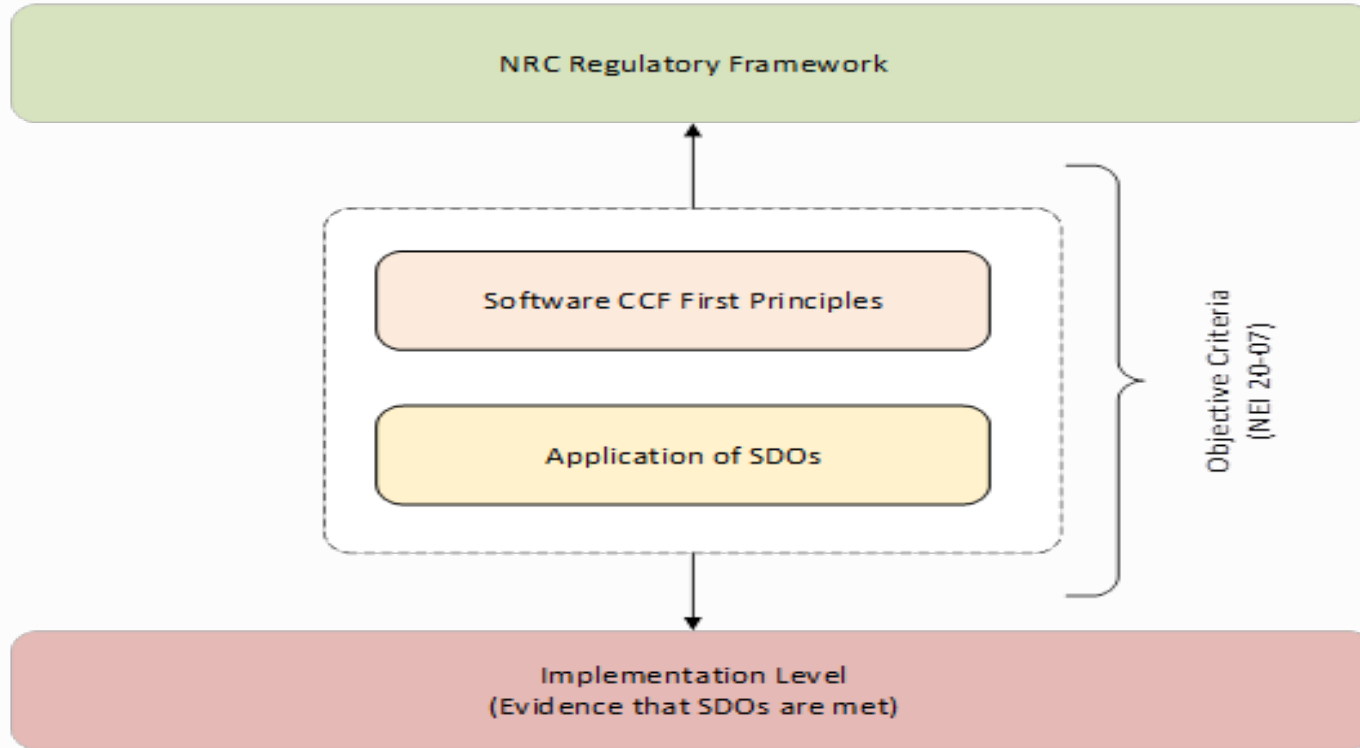 NRC Regulatory Framework
Software CCF First Principles
Application of SDOs
Objective Criteria
(NEI 20-07)
Implementation Level
(Evidence that SDOs are met)